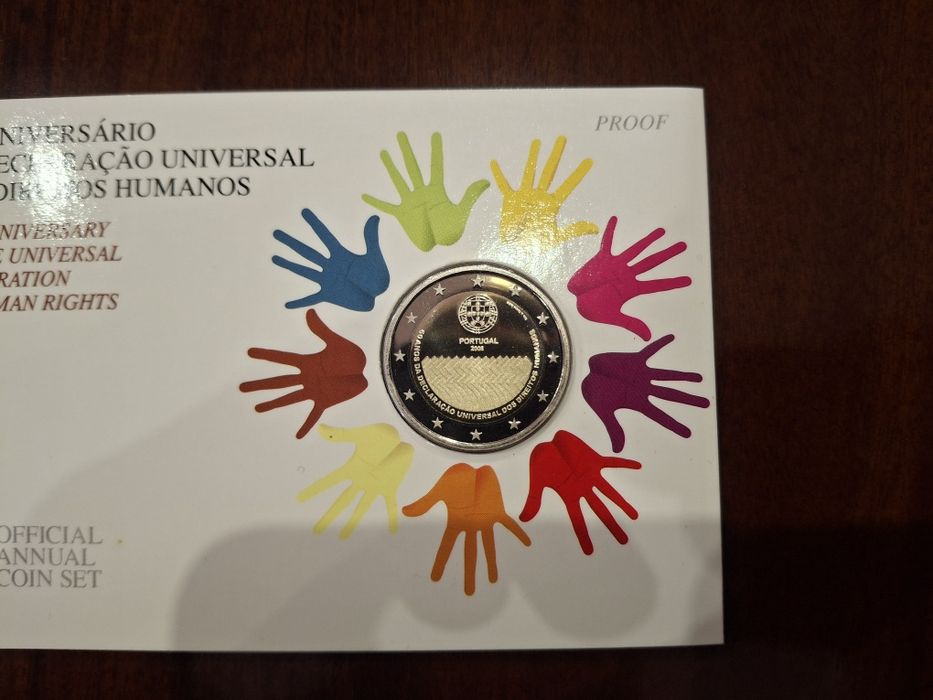 NIVERSÁRIO
ECLARAÇÃO UNIVERSAL
DIREITOS HUMANOS
NIVERSARY
E UNIVERSAL
RATION
MAN RIGHTS
PROOF
PORTUGAL
2008
60 ANOS DA DECLARAÇÃO UNIVERSAL DOS DIREITOS HUMANOS
OFFICIAL
ANNUAL
COIN SET